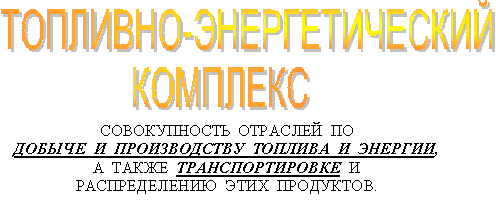 ТОПЛИВНО-ЭНЕРГЕТИЧЕСКИЙ
КОМПЛЕКС
СОВОКУПНОСТЬ ОТРАСЛЕЙ ПО
ДОБЫЧЕ И ПРОИЗВОДСТВУ ТОПЛИВА И ЭНЕРГИИ,
А ТАКЖЕ ТРАНСПОРТИРОВКЕ И
РАСПРЕДЕЛЕНИЮ ЭТИХ ПРОДУКТОВ.